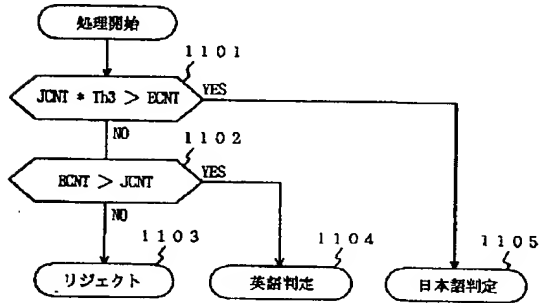 処理開始
1101
JCNT * Th3 > ECNT
YES
NO
1102
ECNT > JCNT
YES
NO
1103
リジェクト
1104
英語判定
1105
日本語判定